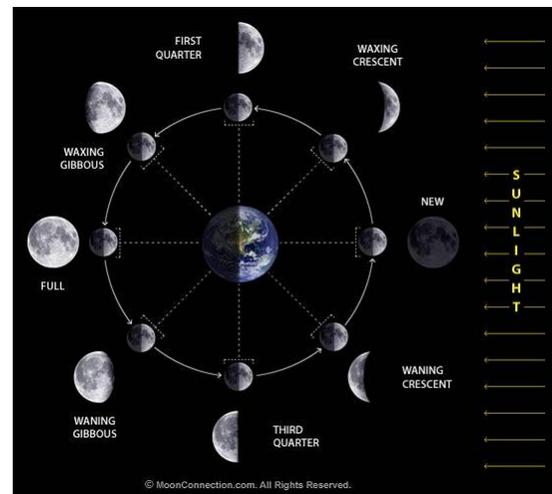 FIRST
QUARTER
WAXING
CRESCENT
WAXING
GIBBOUS
NEW
SUNLIGHT
FULL
WANING
GIBBOUS
THIRD
QUARTER
WANING
CRESCENT
© MoonConnection.com. All Rights Reserved.